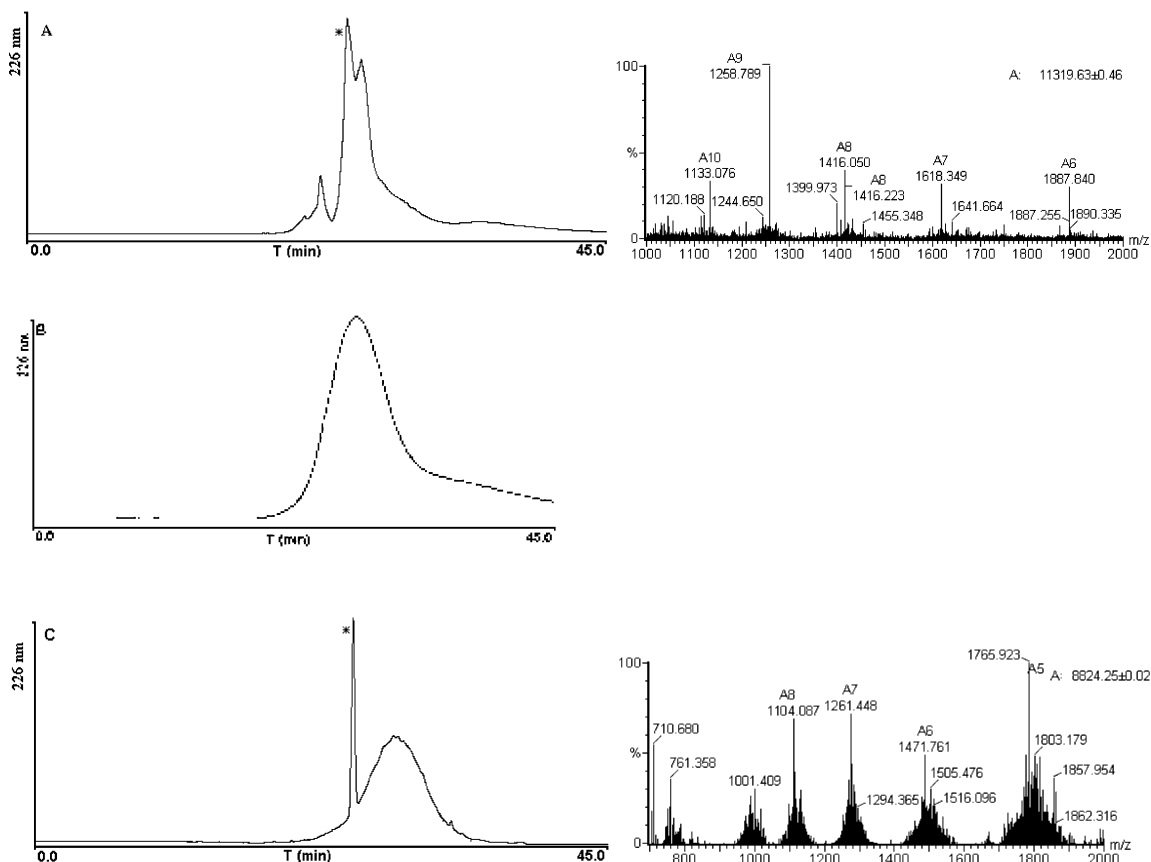 A
226 nm
*
0.0
T (min)
45.0
100
%
0
A9
1258.789
A: 11319.63±0.46
A10
1133.076
A8
1416.050
A8
1416.223
A7
1618.349
A6
1887.840
1120.188
1244.650
1399.973
1455.348
1641.664
1887.255
1890.335
1000 1100 1200 1300 1400 1500 1600 1700 1800 1900 2000
m/z
B
0.0
T (min)
45.0
C
226 nm
*
0.0
T (min)
45.0
100
%
0
1765.923
A5
A: 8824.25±0.02
A8
1104.087
A7
1261.448
A6
1471.761
710.680
761.358
1001.409
1294.365
1505.476
1516.096
1803.179
1857.954
1862.316
800 1000 1200 1400 1600 1800 2000
m/z